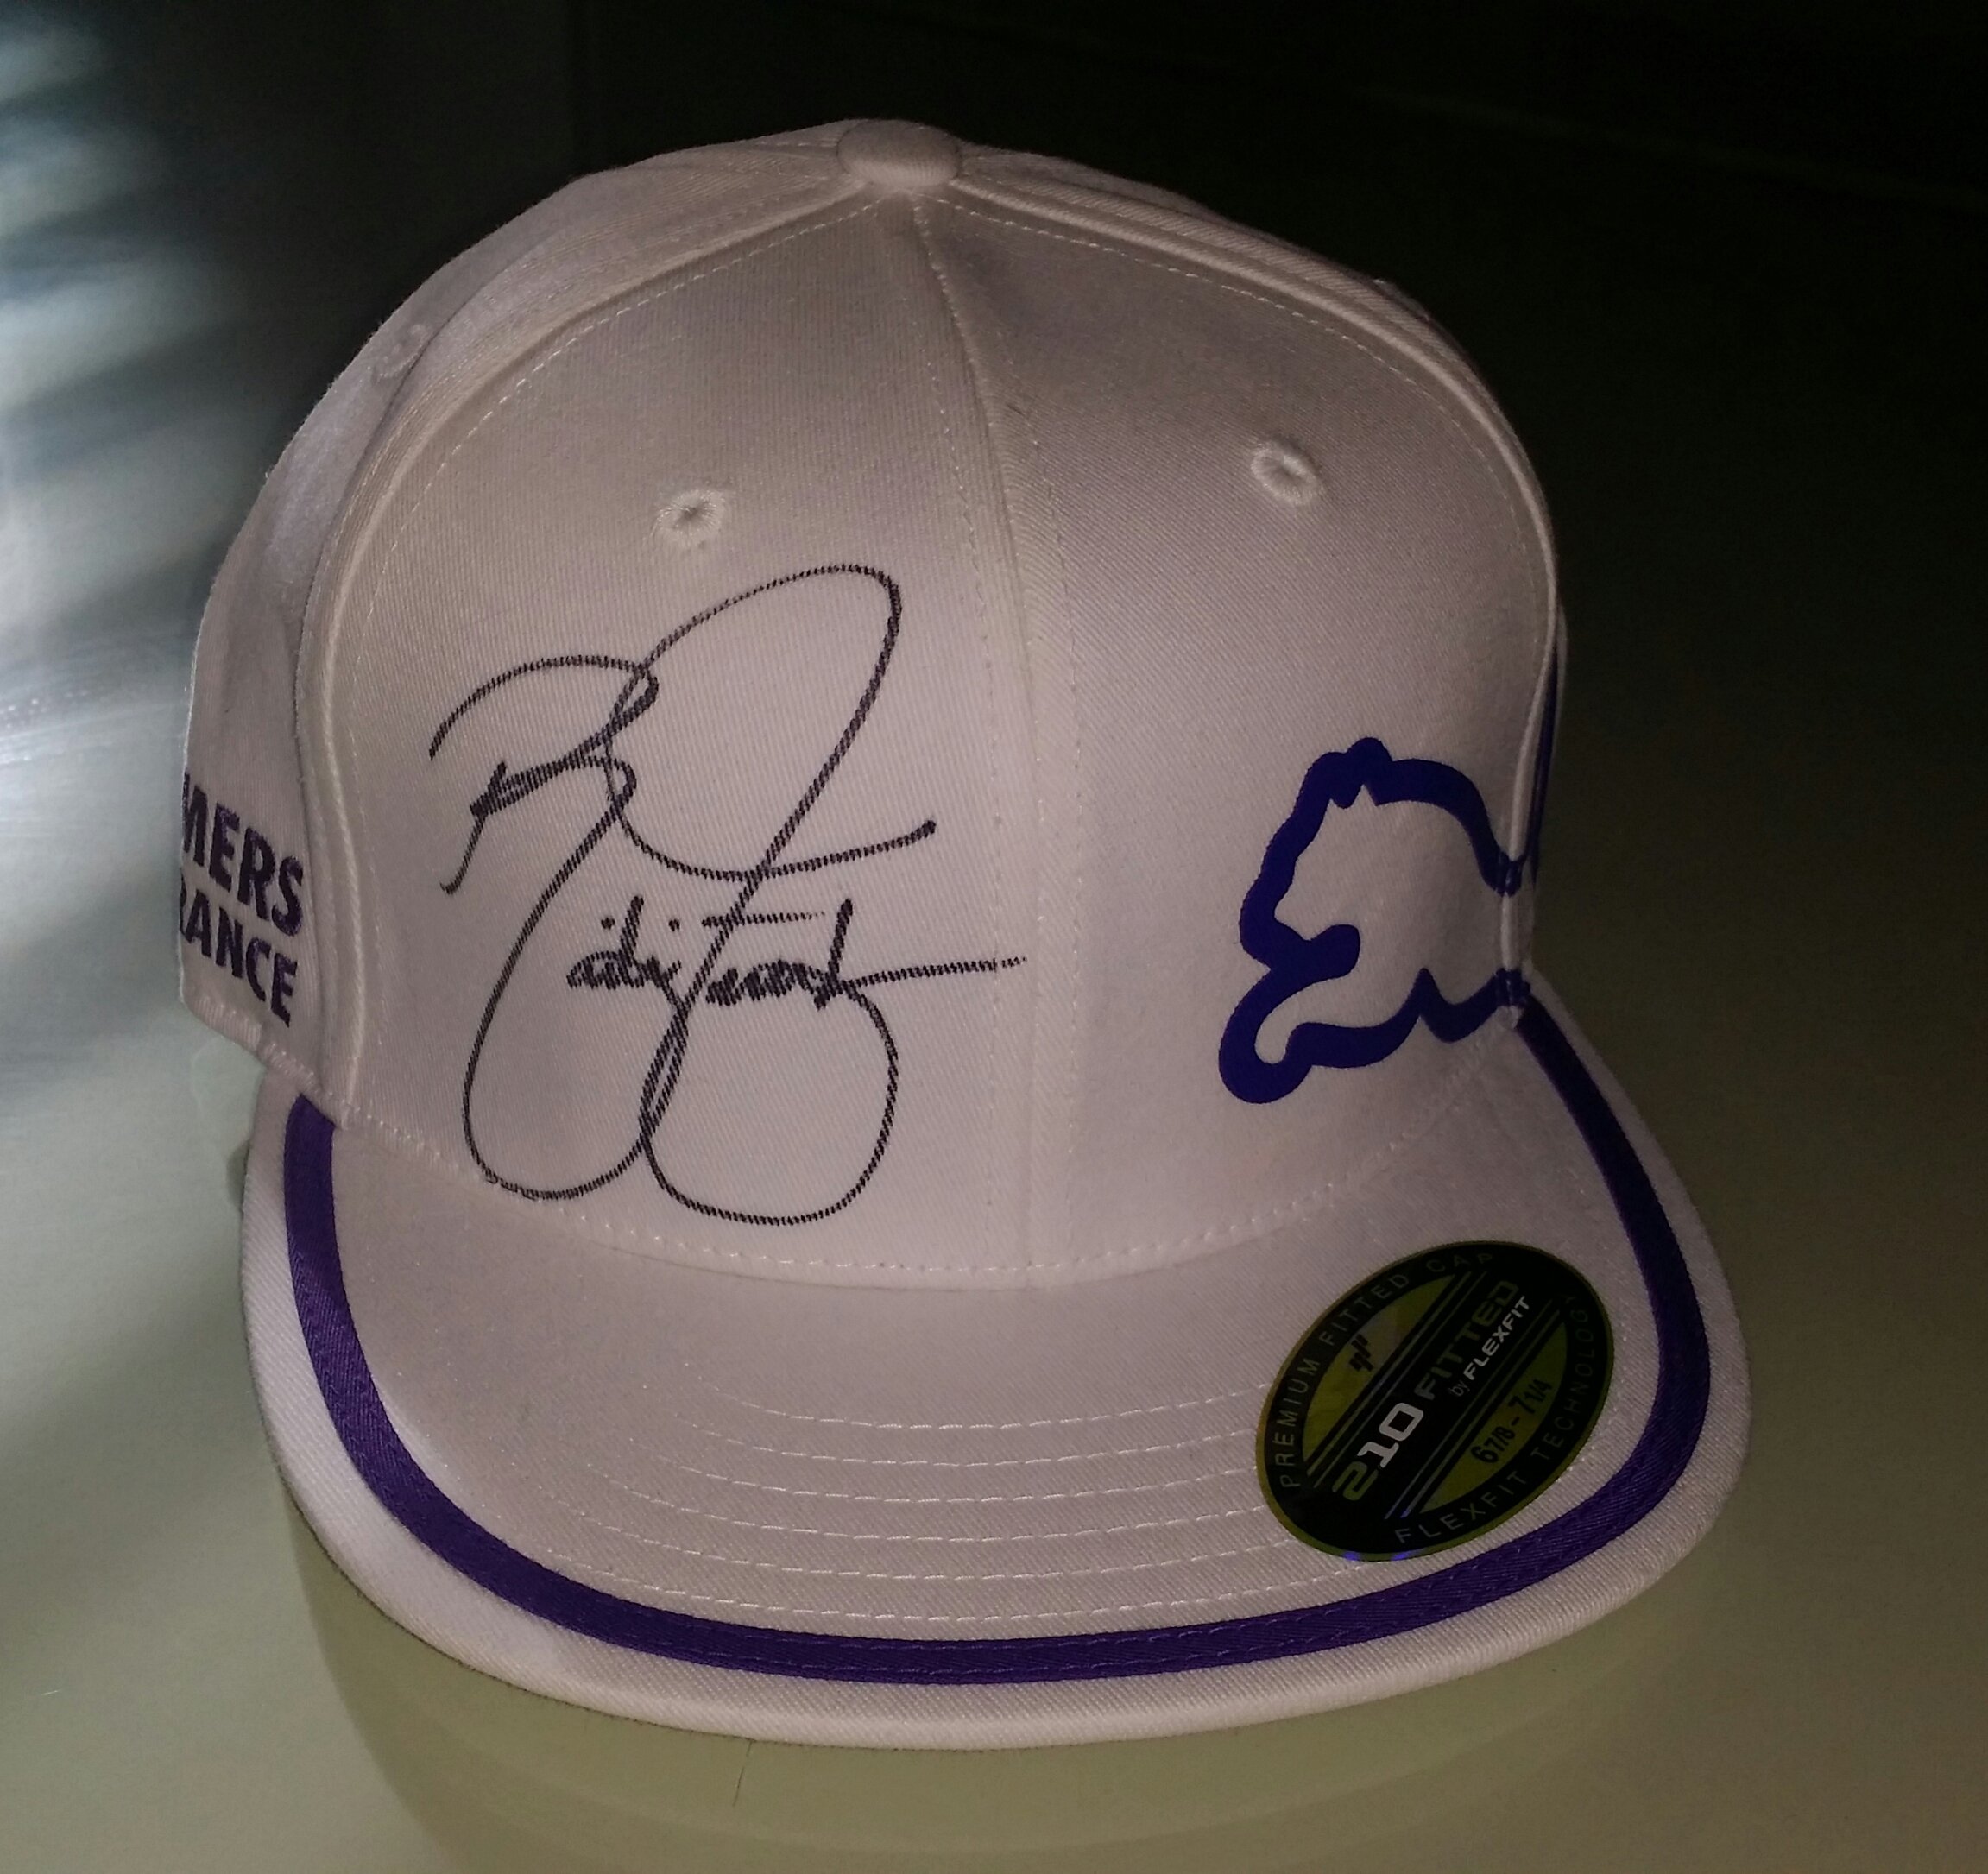 MERS
RANCE
PREMIUM FITTED CAP
210 FITTED
by FLEXFIT
6 7/8 - 7 1/4
FLEXFIT TECHNOLOGY